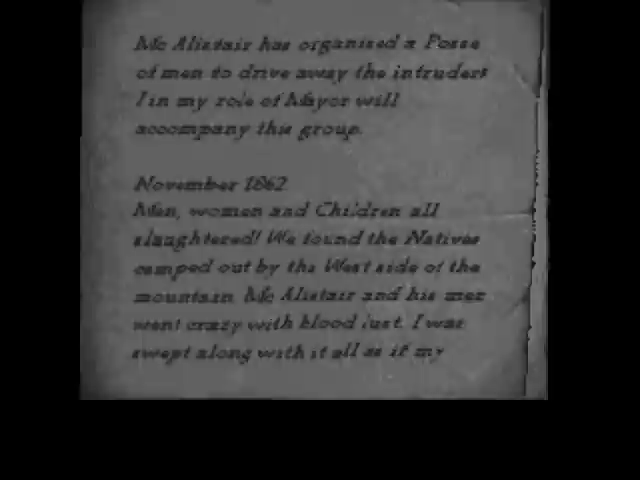 Mc Alistair has organised a Posse
of men to drive away the intruders
I in my role of Mayor will
accompany this group.
November 1862
Men, women and Children all
slaughtered! We found the Natives
camped out by the West side of the
mountain. Mc Alistair and his men
went crazy with blood lust. I was
swept along with it all as if my